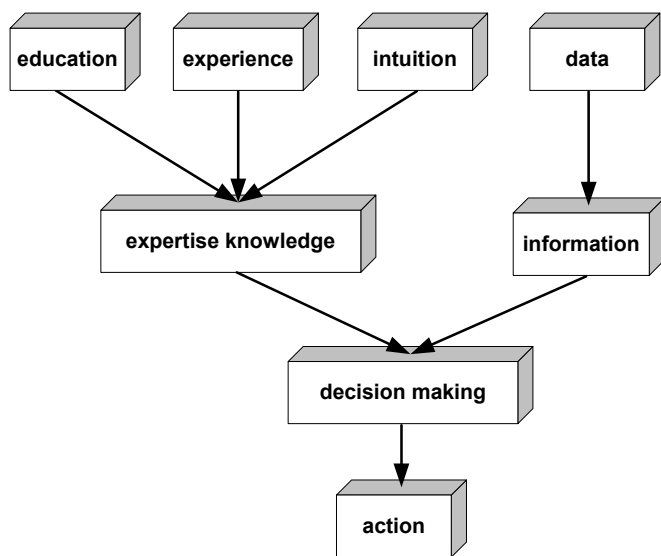 education
experience
intuition
data
expertise knowledge
information
decision making
action